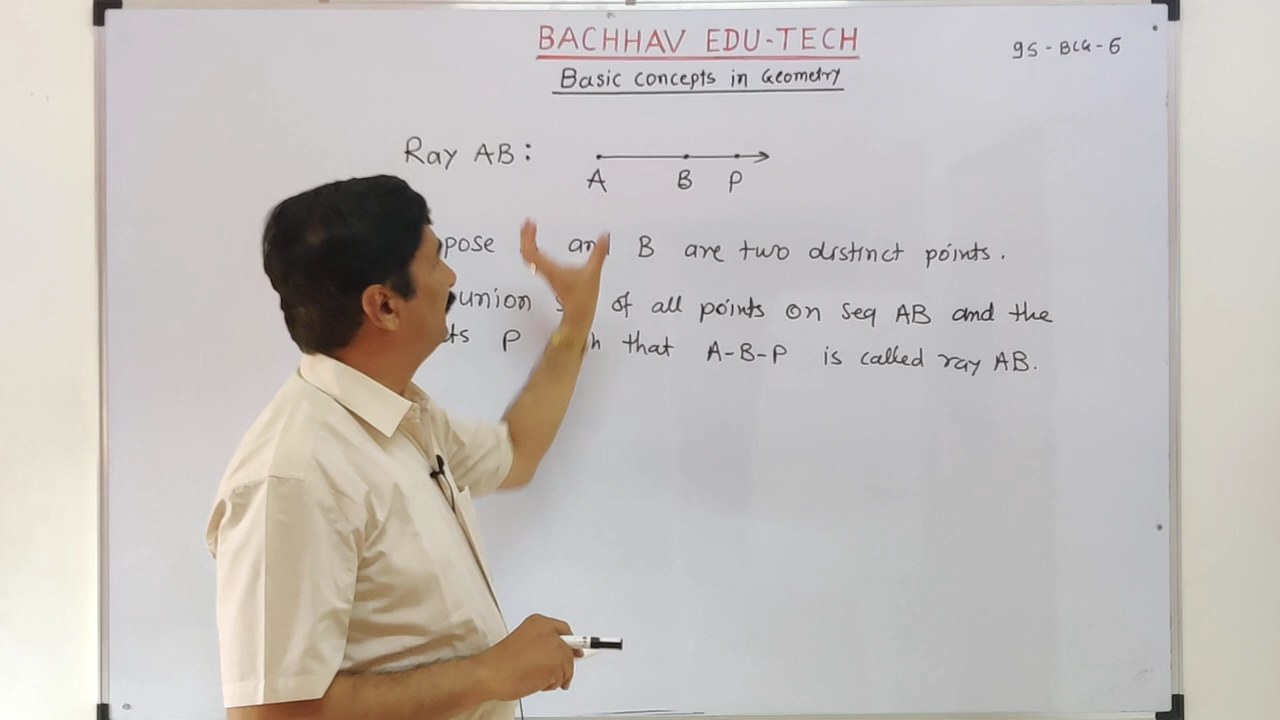 BACHHAV EDU-TECH
9S-BCG-6
Basic concepts in Geometry
Ray AB:
A B P
pose and B are two distinct points.
union of all points on seg AB and the
P that A-B-P is called ray AB.